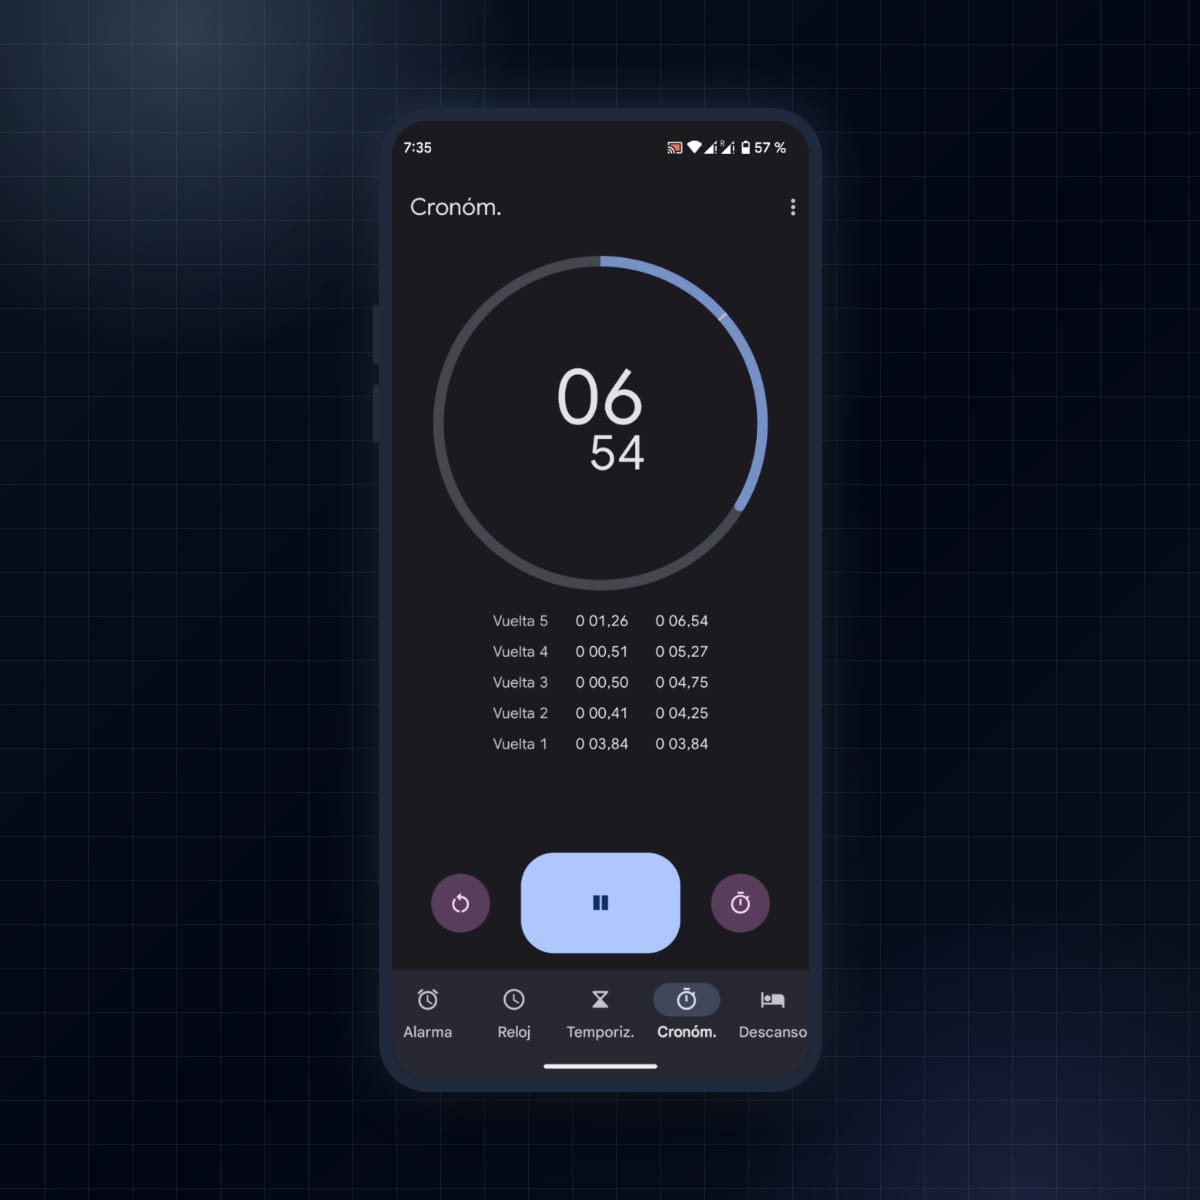 7:35 R 57 %
Cronóm.
06
54
Vuelta 5 0 01,26 0 06,54
Vuelta 4 0 00,51 0 05,27
Vuelta 3 0 00,50 0 04,75
Vuelta 2 0 00,41 0 04,25
Vuelta 1 0 03,84 0 03,84
Alarma Reloj Temporiz. Cronóm. Descanso